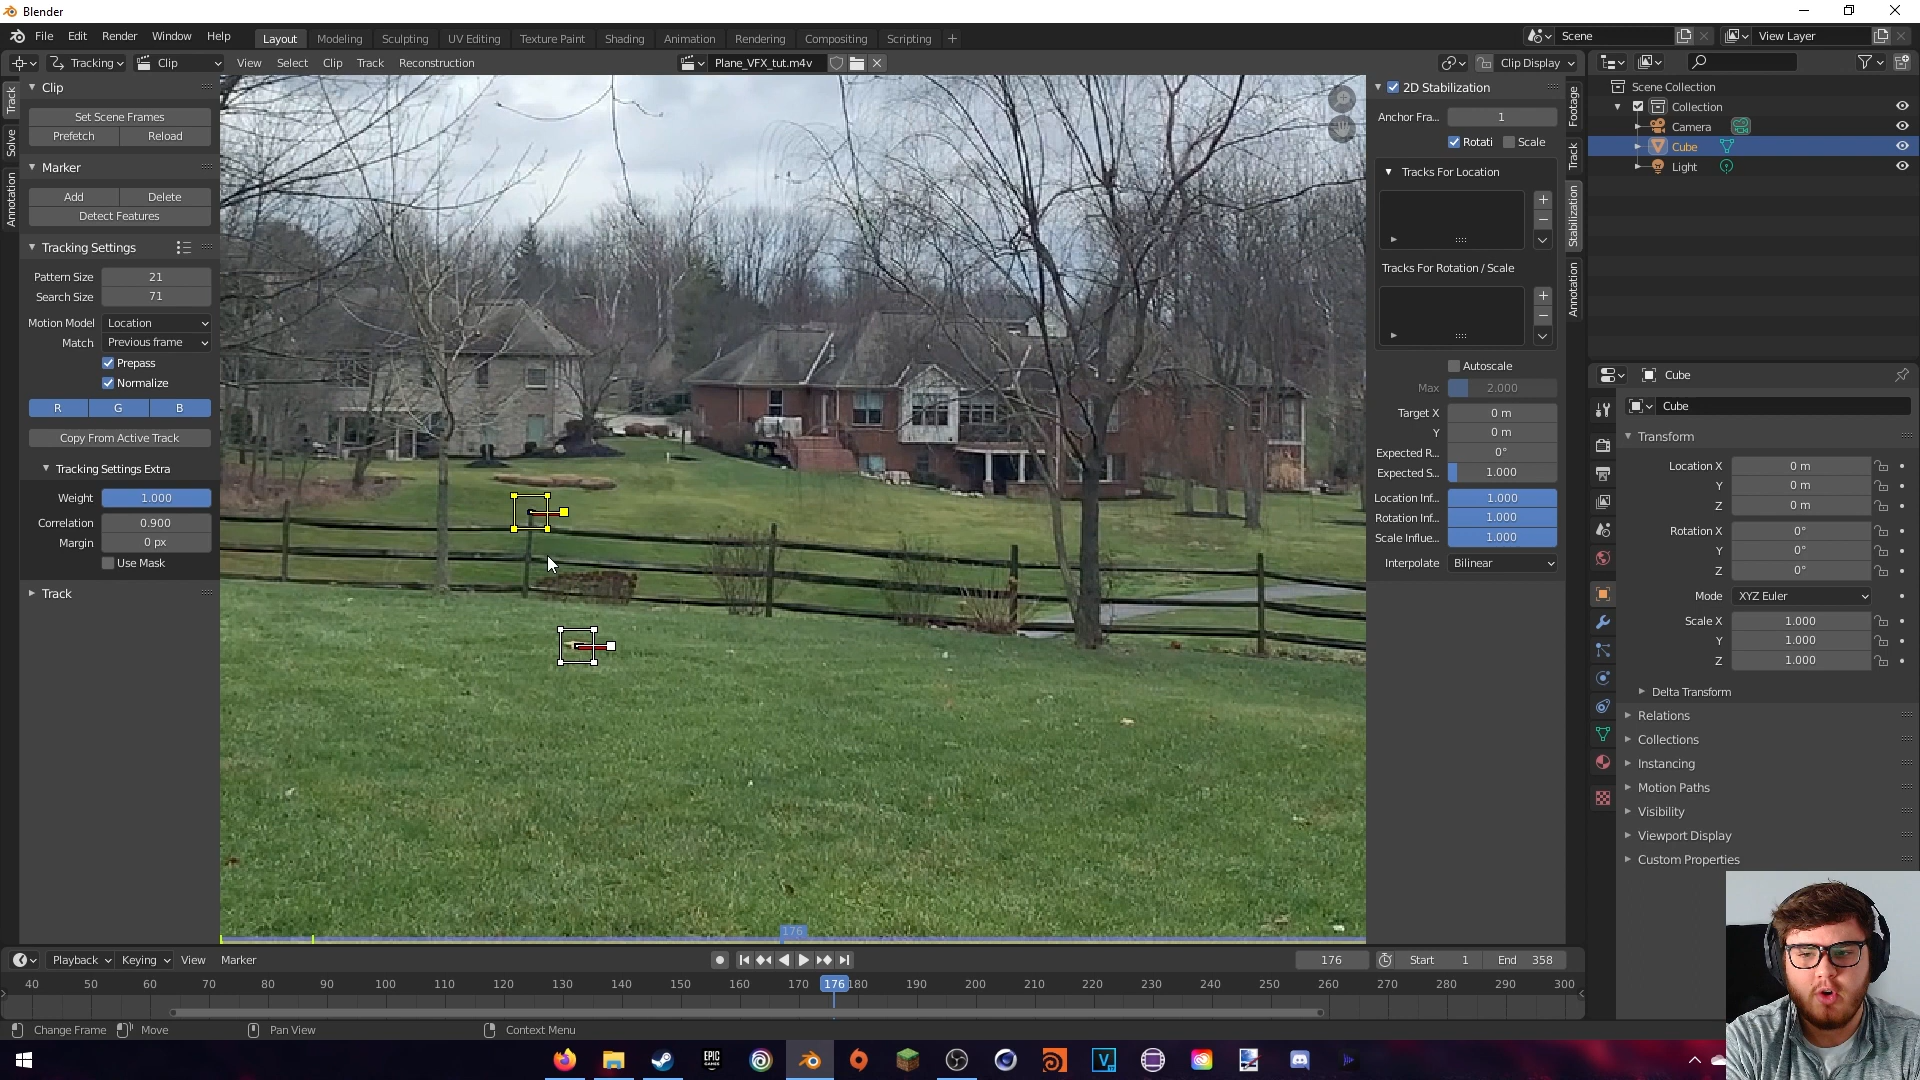 Blender
File Edit Render Window Help
Layout Modeling Sculpting UV Editing Texture Paint Shading Animation Rendering Compositing Scripting +
Scene
View Layer
Tracking Clip View Select Clip Track Reconstruction
Plane_VFX_tut.m4v
Clip Display
Track
Solve
Annotation
Clip
Set Scene Frames
Prefetch Reload
Marker
Add Delete
Detect Features
Tracking Settings
Pattern Size 21
Search Size 71
Motion Model Location
Match Previous frame
Prepass
Normalize
R G B
Copy From Active Track
Tracking Settings Extra
Weight 1.000
Correlation 0.900
Margin 0 px
Use Mask
Track
176
2D Stabilization
Anchor Fra... 1
Rotati Scale
Tracks For Location
Tracks For Rotation / Scale
Autoscale
Max 2.000
Target X 0 m
Y 0 m
Expected R... 0°
Expected S... 1.000
Location Inf... 1.000
Rotation Inf... 1.000
Scale Influe... 1.000
Interpolate Bilinear
Footage
Track
Stabilization
Annotation
Scene Collection
Collection
Camera
Cube
Light
Cube
Cube
Transform
Location X 0 m
Y 0 m
Z 0 m
Rotation X 0°
Y 0°
Z 0°
Mode XYZ Euler
Scale X 1.000
Y 1.000
Z 1.000
Delta Transform
Relations
Collections
Instancing
Motion Paths
Visibility
Viewport Display
Custom Properties
Playback Keying View Marker
176 Start 1 End 358
40 50 60 70 80 90 100 110 120 130 140 150 160 170 176 180 190 200 210 220 230 240 250 260 270 280 290 300
Change Frame Move Pan View Context Menu
EPIC GAMES
V